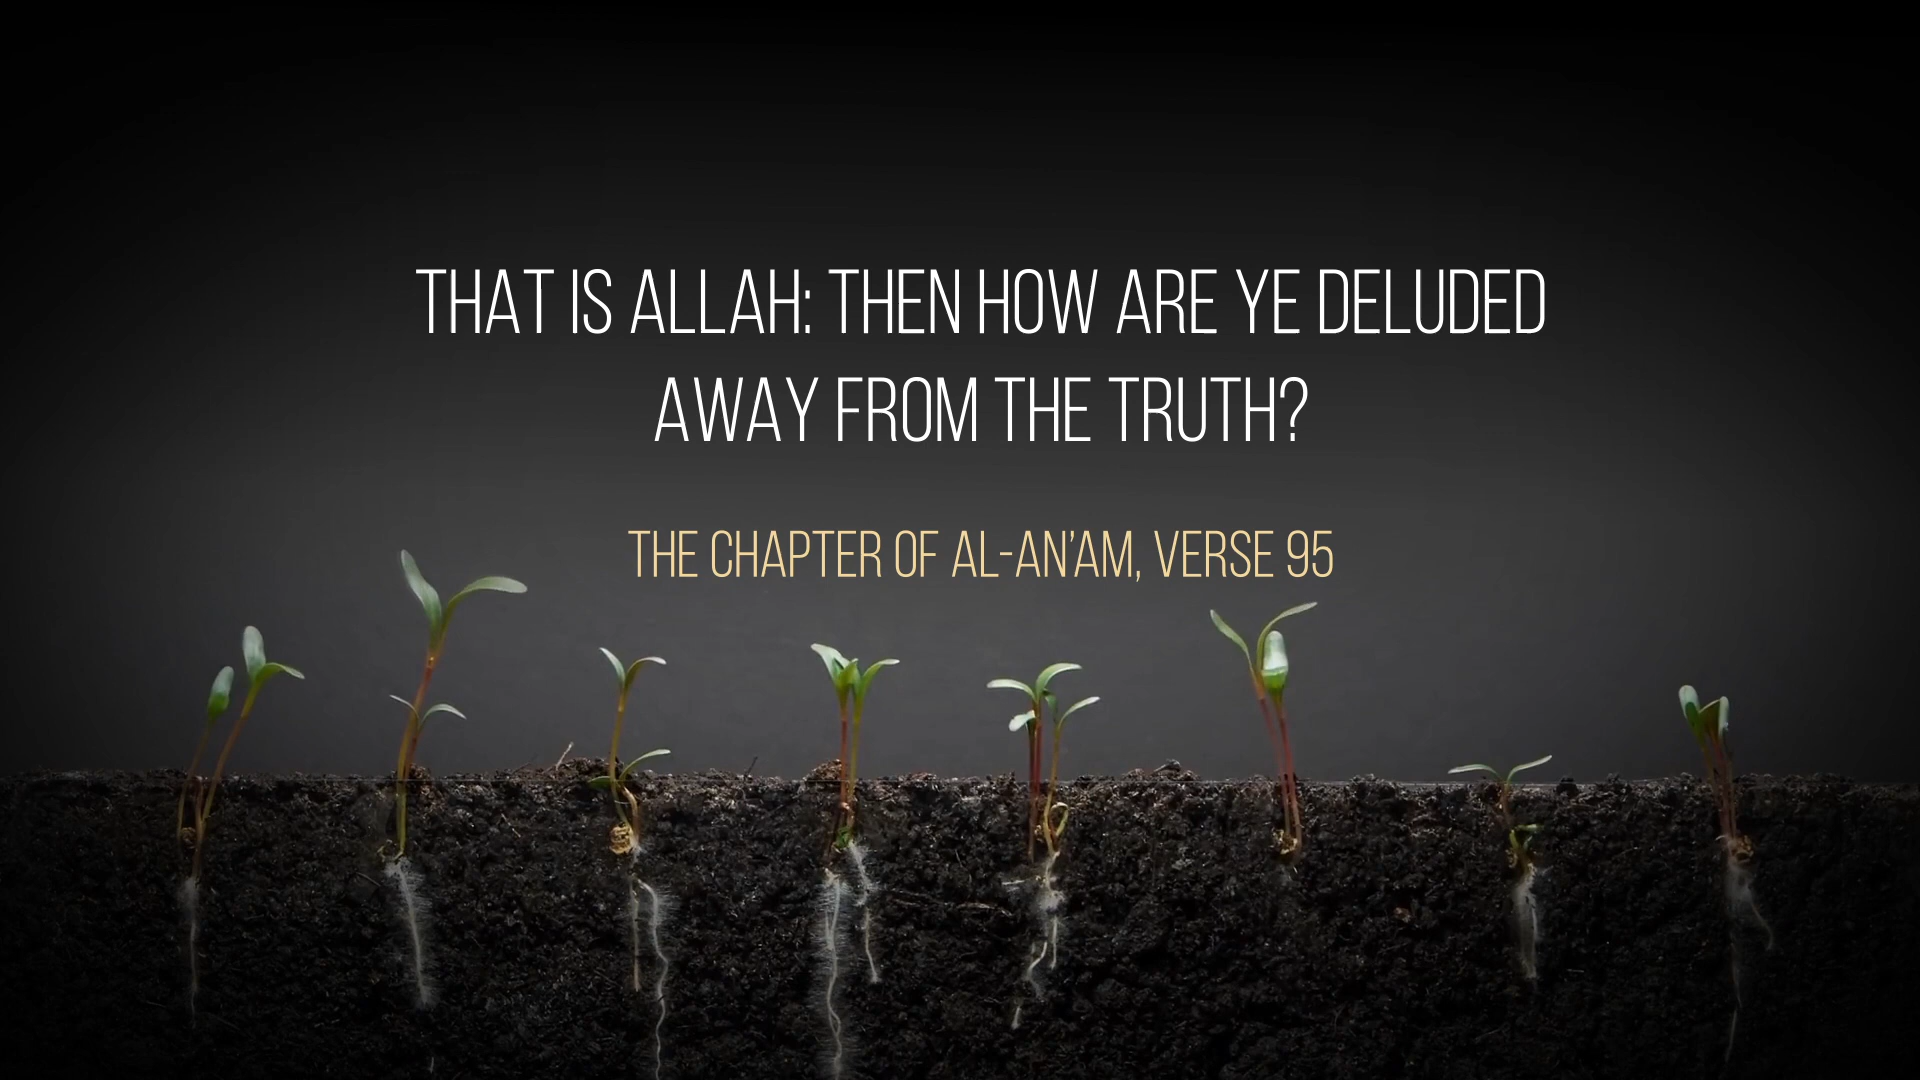 THAT IS ALLAH: THEN HOW ARE YE DELUDED
AWAY FROM THE TRUTH?
THE CHAPTER OF AL-AN'AM, VERSE 95